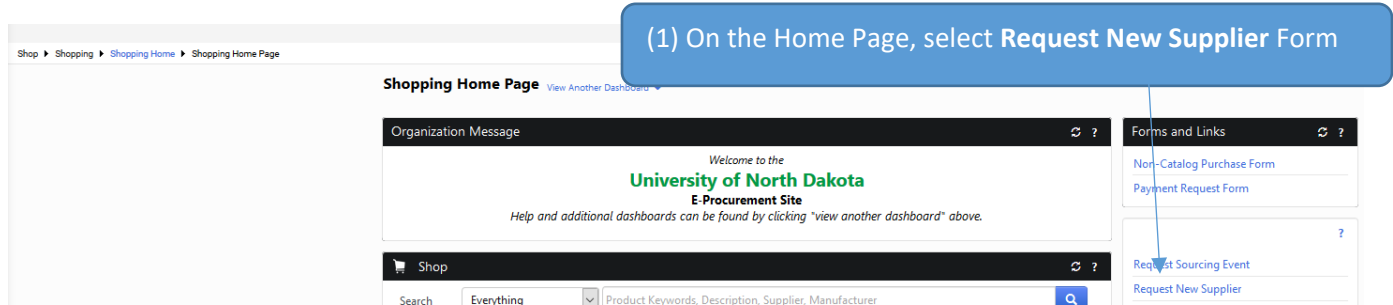 (1) On the Home Page, select Request New Supplier Form
Shop Shopping Shopping Home Shopping Home Page
Shopping Home Page View Another Dashboard
Organization Message ?
Welcome to the
University of North Dakota
E-Procurement Site
Help and additional dashboards can be found by clicking "view another dashboard" above.
Shop ?
Search Everything Product Keywords, Description, Supplier, Manufacturer
Forms and Links ?
Non-Catalog Purchase Form
Payment Request Form
?
Request Sourcing Event
Request New Supplier